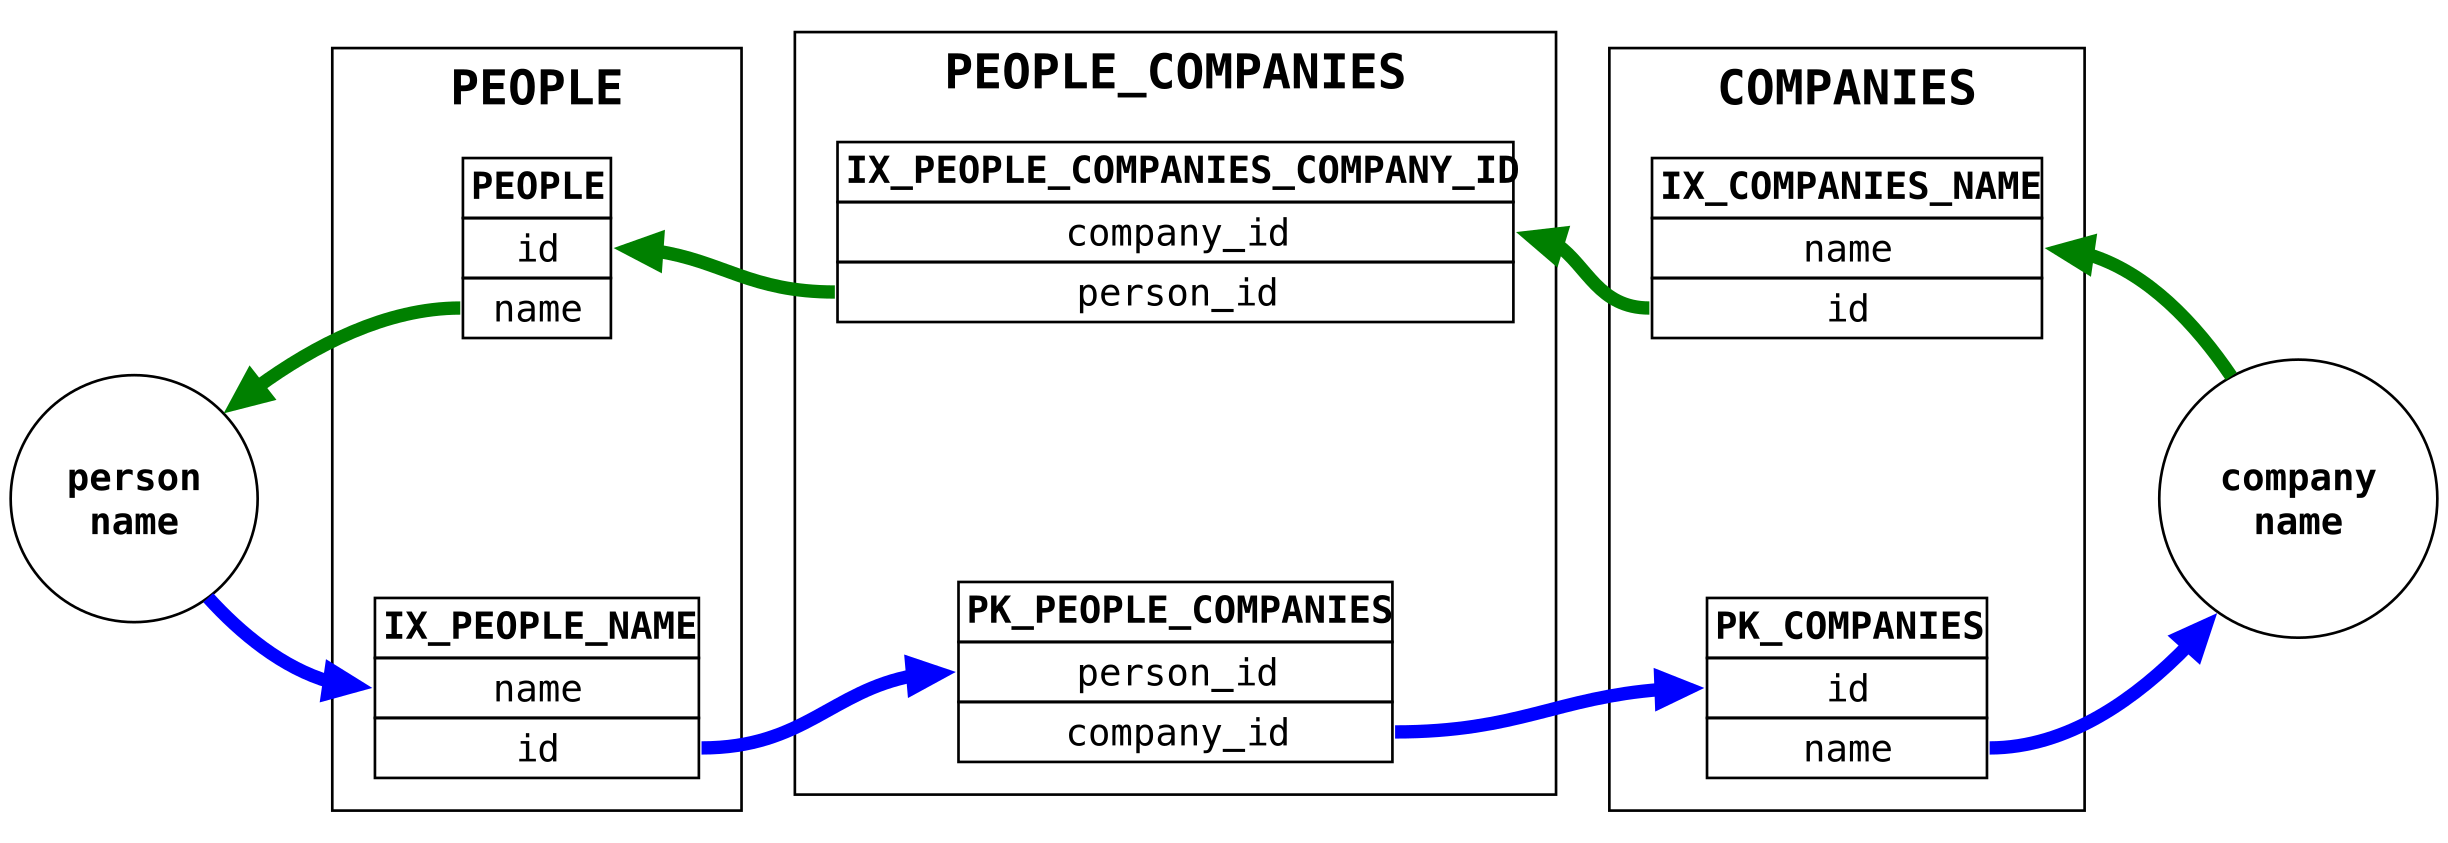 PEOPLE
PEOPLE
id
name
IX_PEOPLE_NAME
name
id
PEOPLE_COMPANIES
IX_PEOPLE_COMPANIES_COMPANY_ID
company_id
person_id
PK_PEOPLE_COMPANIES
person_id
company_id
COMPANIES
IX_COMPANIES_NAME
name
id
PK_COMPANIES
id
name
person
name
company
name